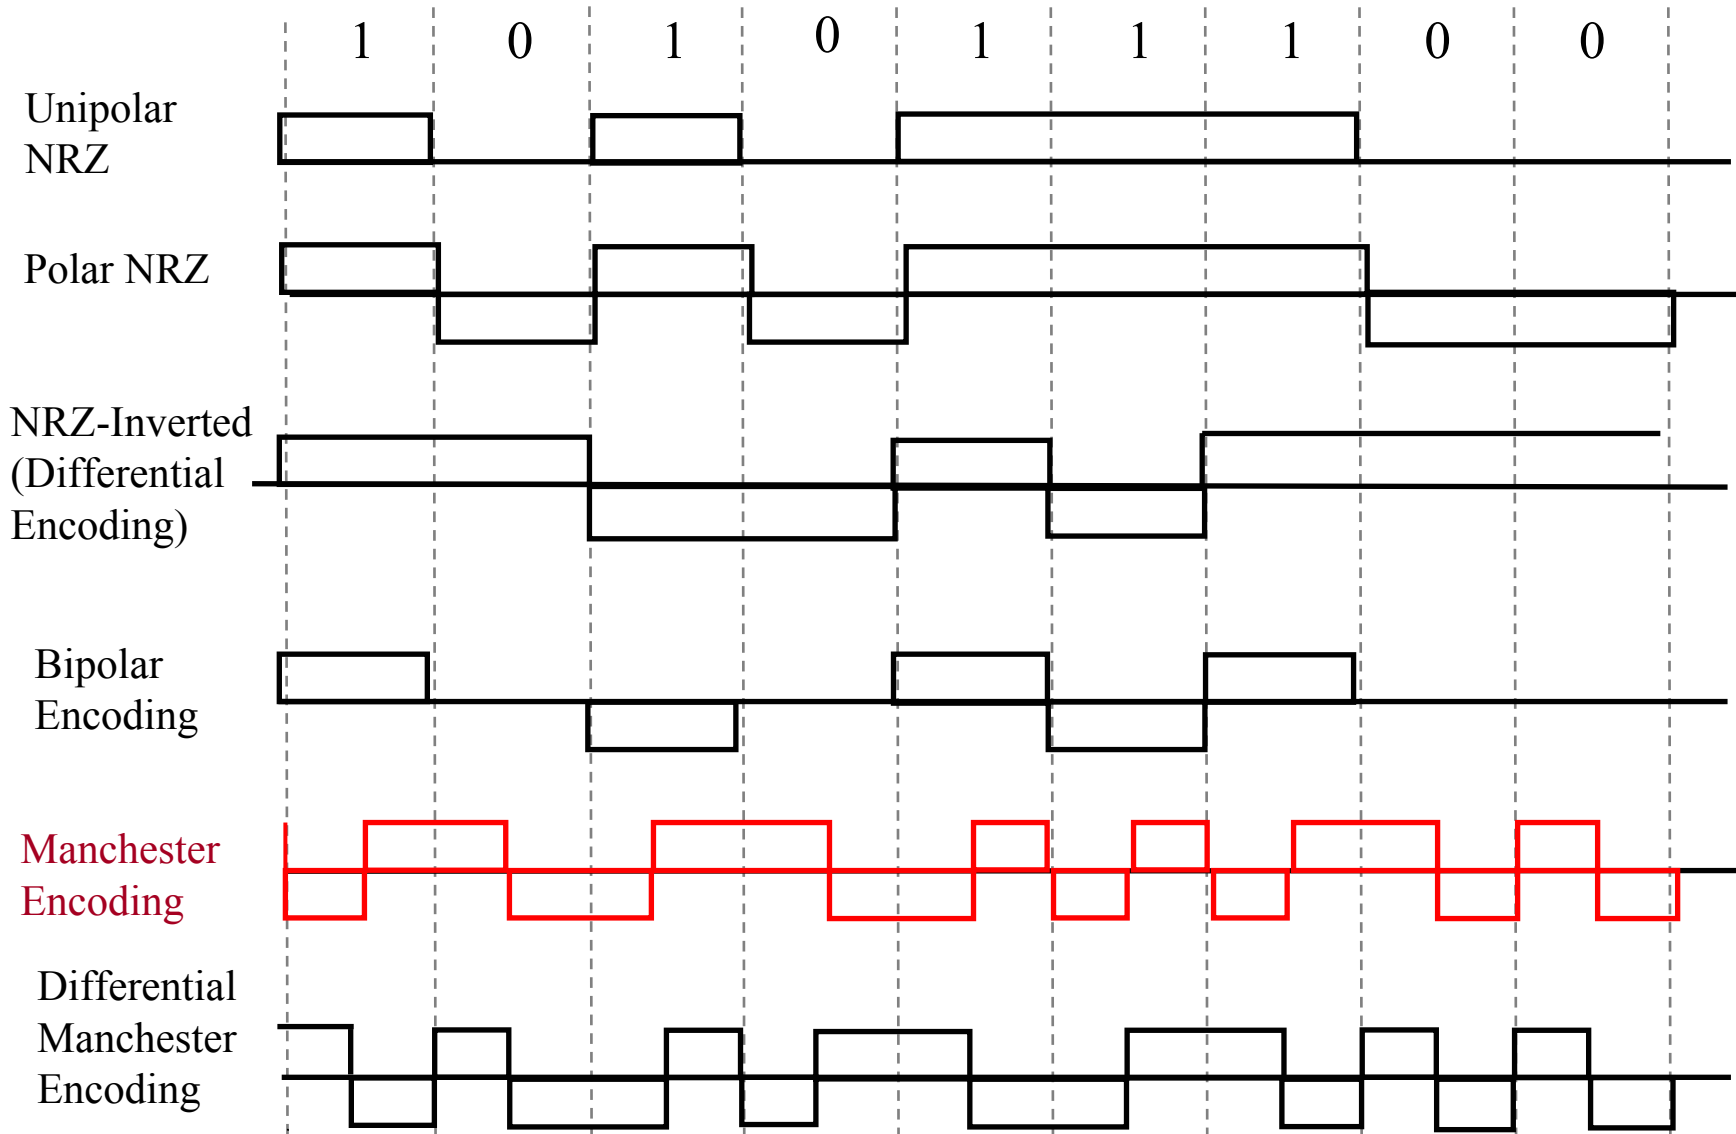 1 0 1 0 1 1 1 0 0
Unipolar
NRZ
Polar NRZ
NRZ-Inverted
(Differential
Encoding)
Bipolar
Encoding
Manchester
Encoding
Differential
Manchester
Encoding